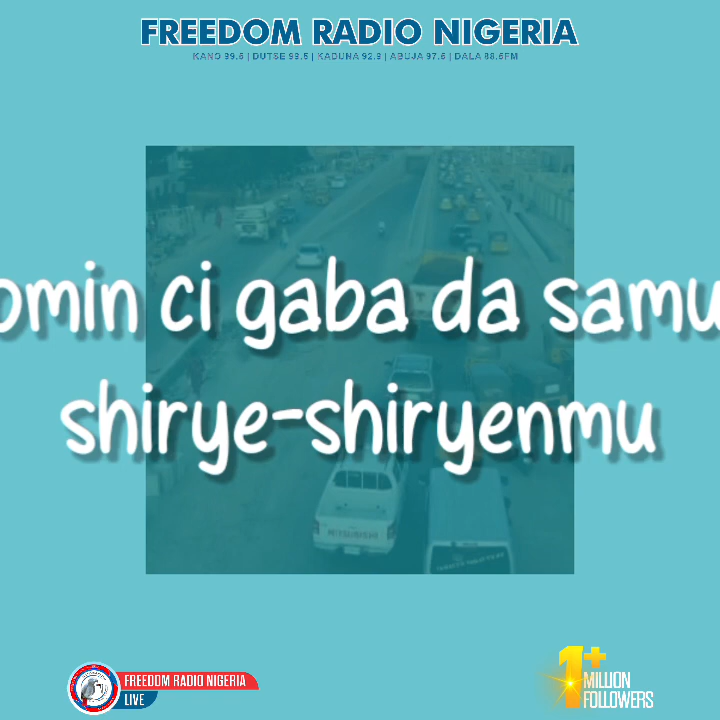 FREEDOM RADIO NIGERIA
KANO 99.5 | DUTSE 99.5 | KADUNA 92.9 | ABUJA 97.5 | DALA 88.5FM
omin ci gaba da samu
shirye-shiryenmu
MITSUBISHI
FREEDOM RADIO NIGERIA
LIVE
1+
MILLION
FOLLOWERS